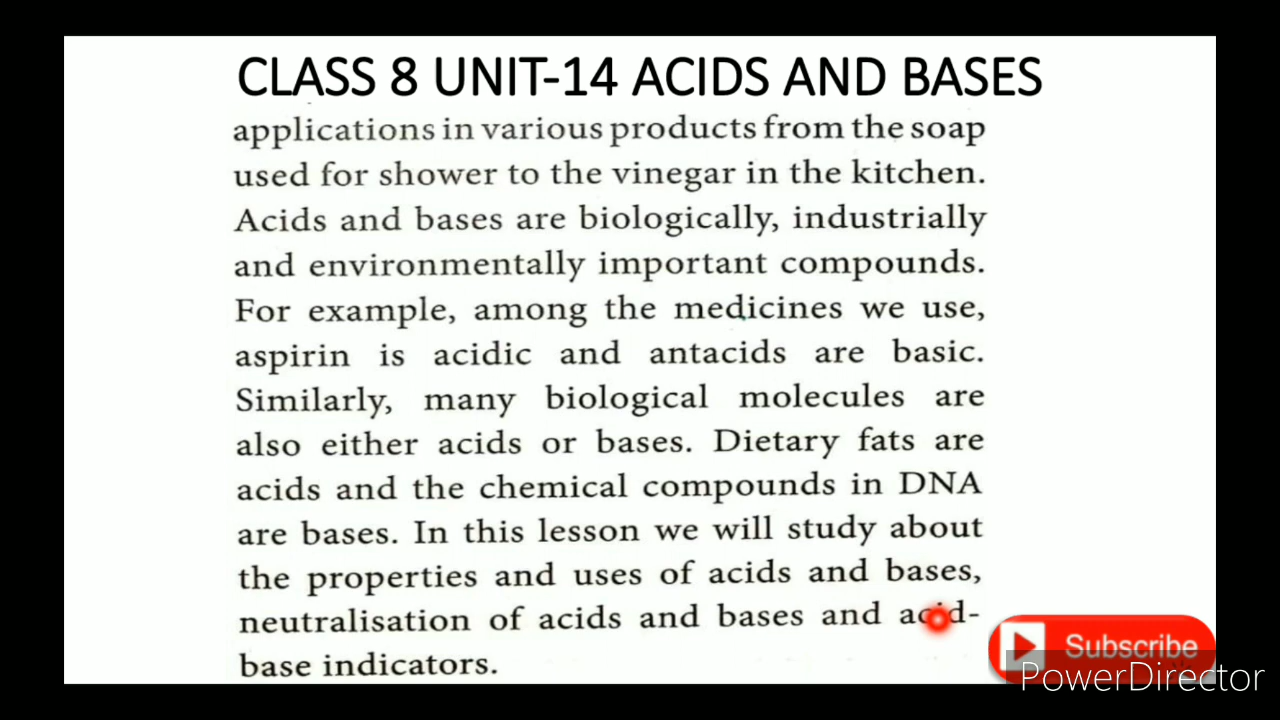 CLASS 8 UNIT-14 ACIDS AND BASES
applications in various products from the soap
used for shower to the vinegar in the kitchen.
Acids and bases are biologically, industrially
and environmentally important compounds.
For example, among the medicines we use,
aspirin is acidic and antacids are basic.
Similarly, many biological molecules are
also either acids or bases. Dietary fats are
acids and the chemical compounds in DNA
are bases. In this lesson we will study about
the properties and uses of acids and bases,
neutralisation of acids and bases and acid-
base indicators.
Subscribe
PowerDirector